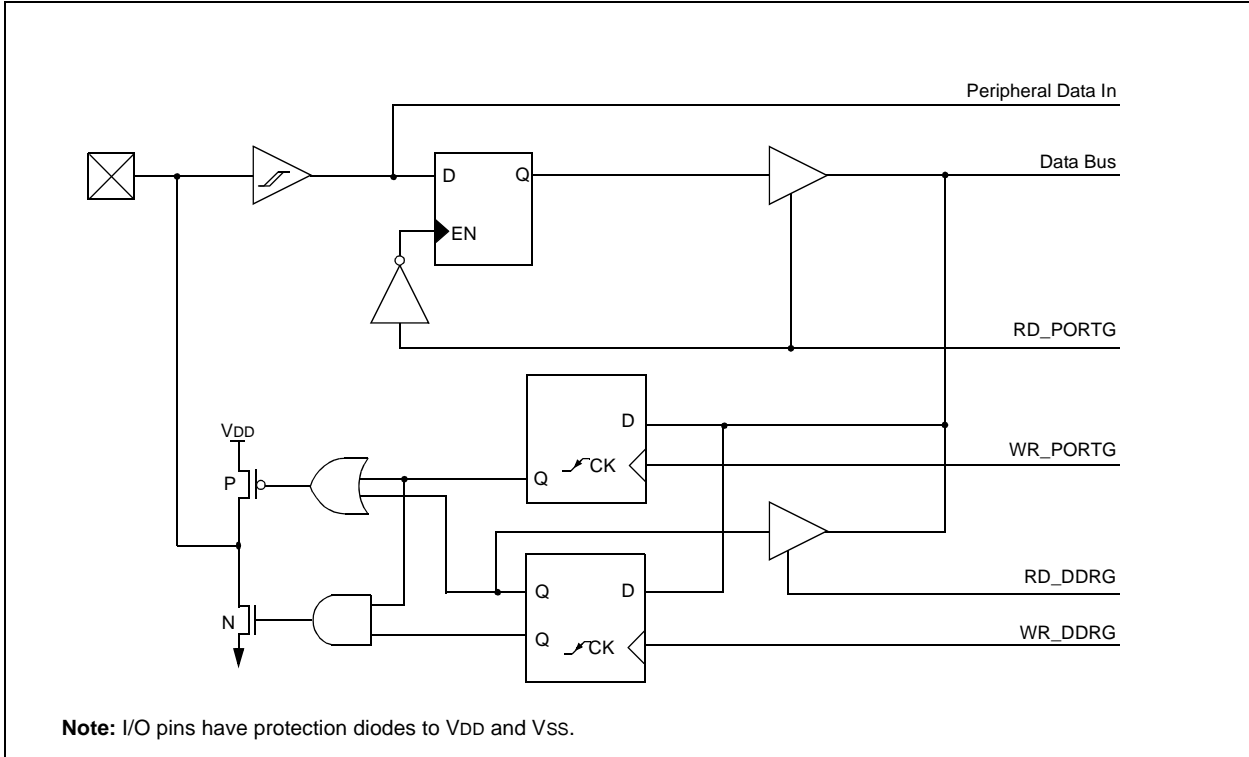 Peripheral Data In
Data Bus
D
Q
EN
RD_PORTG
D
WR_PORTG
VDD
P
Q
CK
RD_DDRG
Q
D
N
Q
CK
WR_DDRG
Note: I/O pins have protection diodes to VDD and VSS.